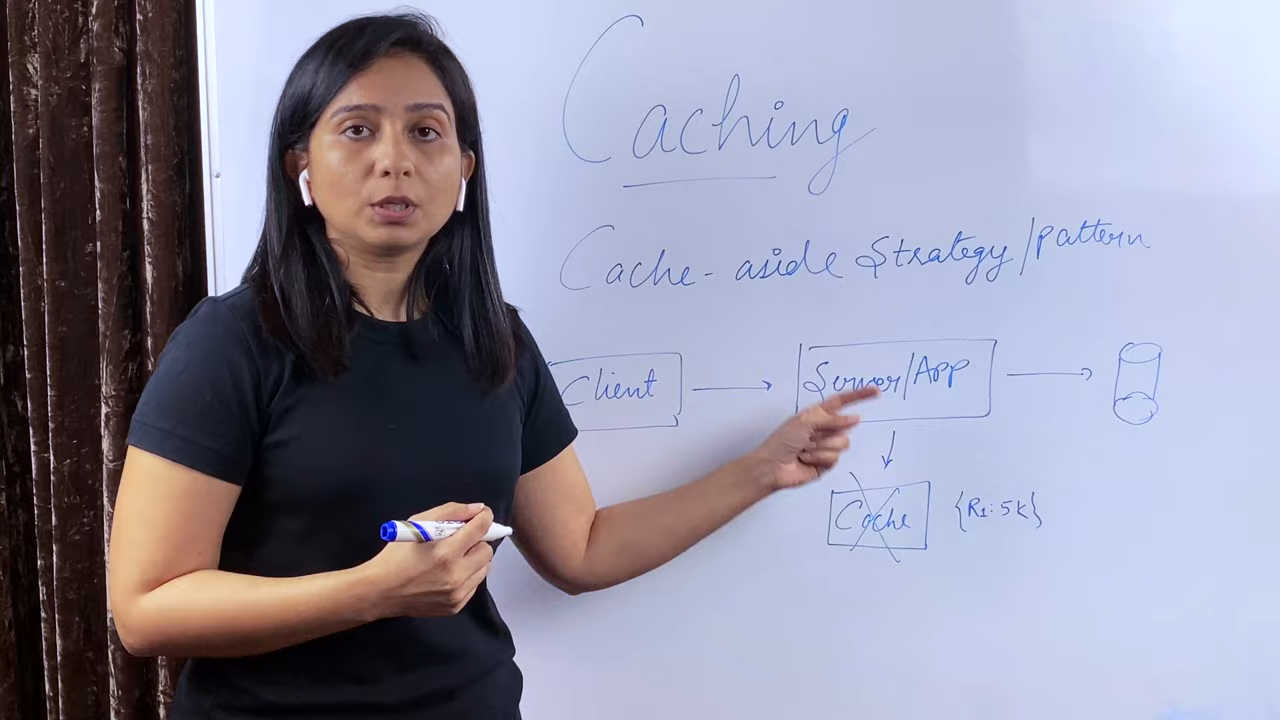 Caching
Cache-aside Strategy/pattern
Client
Server/App
Cache
{R1:5K}